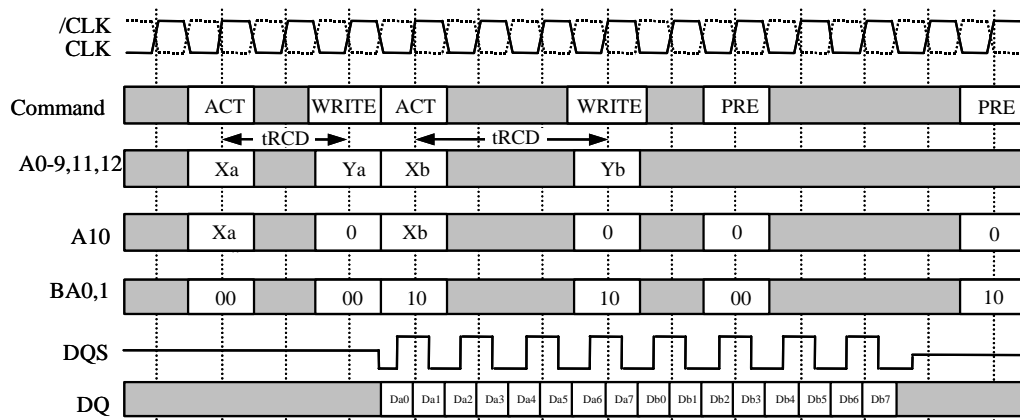 /CLK
CLK
Command ACT WRITE ACT WRITE PRE PRE
tRCD tRCD
A0-9,11,12 Xa Ya Xb Yb
A10 Xa 0 Xb 0 0 0
BA0,1 00 00 10 10 00 10
DQS
DQ Da0 Da1 Da2 Da3 Da4 Da5 Da6 Da7 Db0 Db1 Db2 Db3 Db4 Db5 Db6 Db7